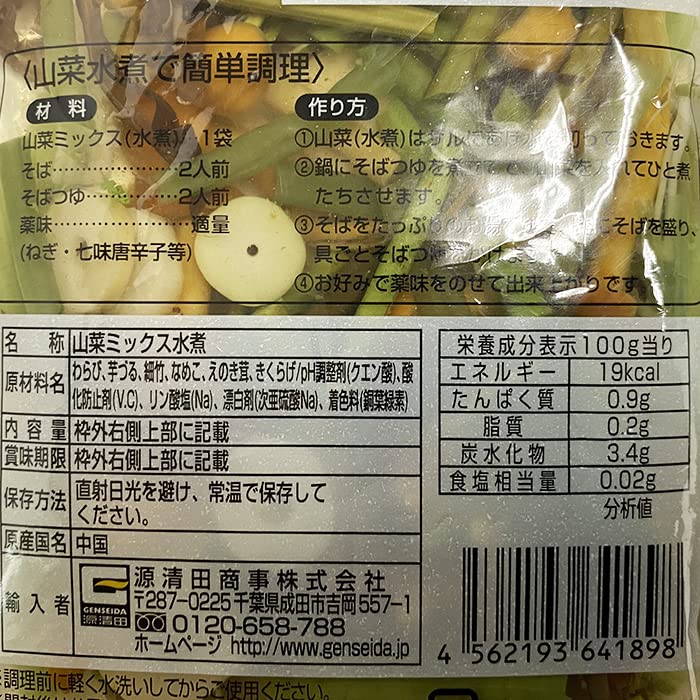 〈山菜水煮で簡単調理〉
材料
山菜ミックス(水煮)…1袋
そば…………………2人前
そばつゆ……………2人前
薬味…………………適量
(ねぎ・七味唐辛子等)
作り方
①山菜(水煮)は
っておきます。
②鍋にそばつゆを煮
入れてひと煮
たちさせます。
③そばをたっぷりの
にそばを盛り、
具ごとそばつ
④お好みで薬味をのせて出来上がりです。
名称 山菜ミックス水煮
原材料名 わらび、芋づる、細竹、なめこ、えのき茸、きくらげ/pH調整剤(クエン酸)、酸
化防止剤(V.C)、リン酸塩(Na)、漂白剤(次亜硫酸Na)、着色料(銅葉緑素)
内容量 枠外右側上部に記載
賞味期限 枠外右側上部に記載
保存方法 直射日光を避け、常温で保存して
ください。
原産国名 中国
輸入者 GENSEIDA 源清田 源清田商事株式会社
〒287-0225 千葉県成田市吉岡557-1
0120-658-788
ホームページ http://www.genseida.jp
栄養成分表示100g当り
エネルギー 19kcal
たんぱく質 0.9g
脂質 0.2g
炭水化物 3.4g
食塩相当量 0.02g
分析値
4 562193 641898
※調理前に軽く水洗いしてからご使用ください。